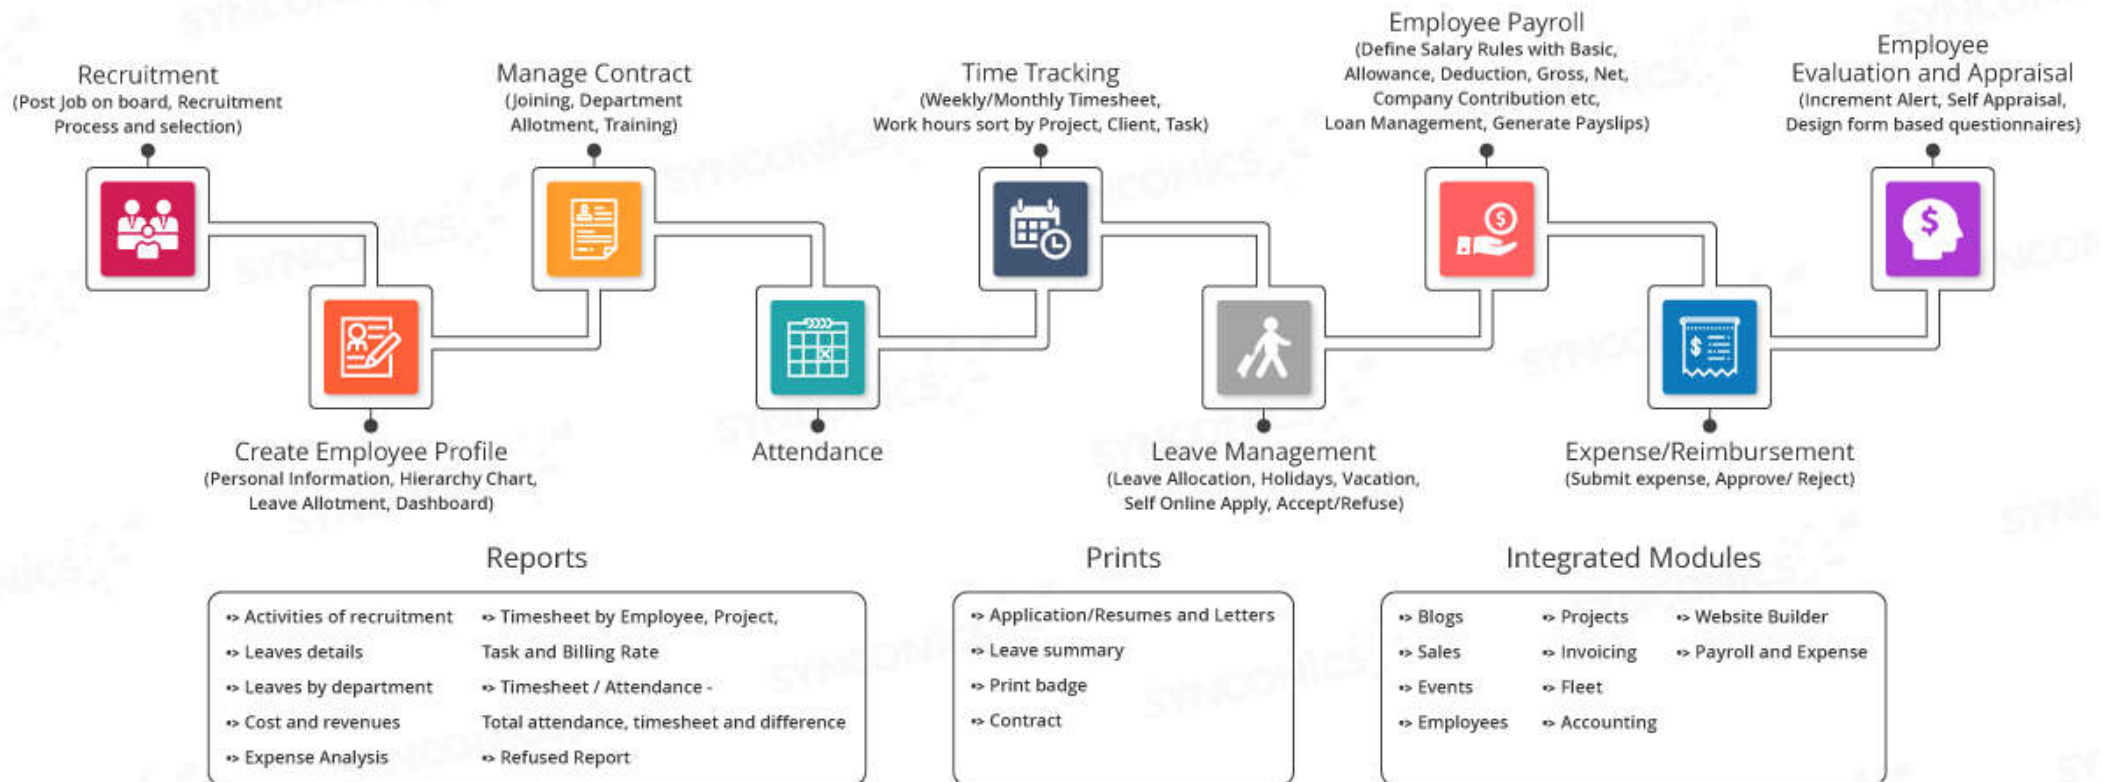 Recruitment
(Post Job on board, Recruitment
Process and selection)
Manage Contract
(Joining, Department
Allotment, Training)
Time Tracking
(Weekly/Monthly Timesheet,
Work hours sort by Project, Client, Task)
Employee Payroll
(Define Salary Rules with Basic,
Allowance, Deduction, Gross, Net,
Company Contribution etc,
Loan Management, Generate Payslips)
Employee
Evaluation and Appraisal
(Increment Alert, Self Appraisal,
Design form based questionnaires)
Create Employee Profile
(Personal Information, Hierarchy Chart,
Leave Allotment, Dashboard)
Attendance
Leave Management
(Leave Allocation, Holidays, Vacation,
Self Online Apply, Accept/Refuse)
Expense/Reimbursement
(Submit expense, Approve/ Reject)
Reports
Activities of recruitment
Leaves details
Leaves by department
Cost and revenues
Expense Analysis
Timesheet by Employee, Project,
Task and Billing Rate
Timesheet / Attendance -
Total attendance, timesheet and difference
Refused Report
Prints
Application/Resumes and Letters
Leave summary
Print badge
Contract
Integrated Modules
Blogs
Sales
Events
Employees
Projects
Invoicing
Fleet
Accounting
Website Builder
Payroll and Expense
SYNCONICS